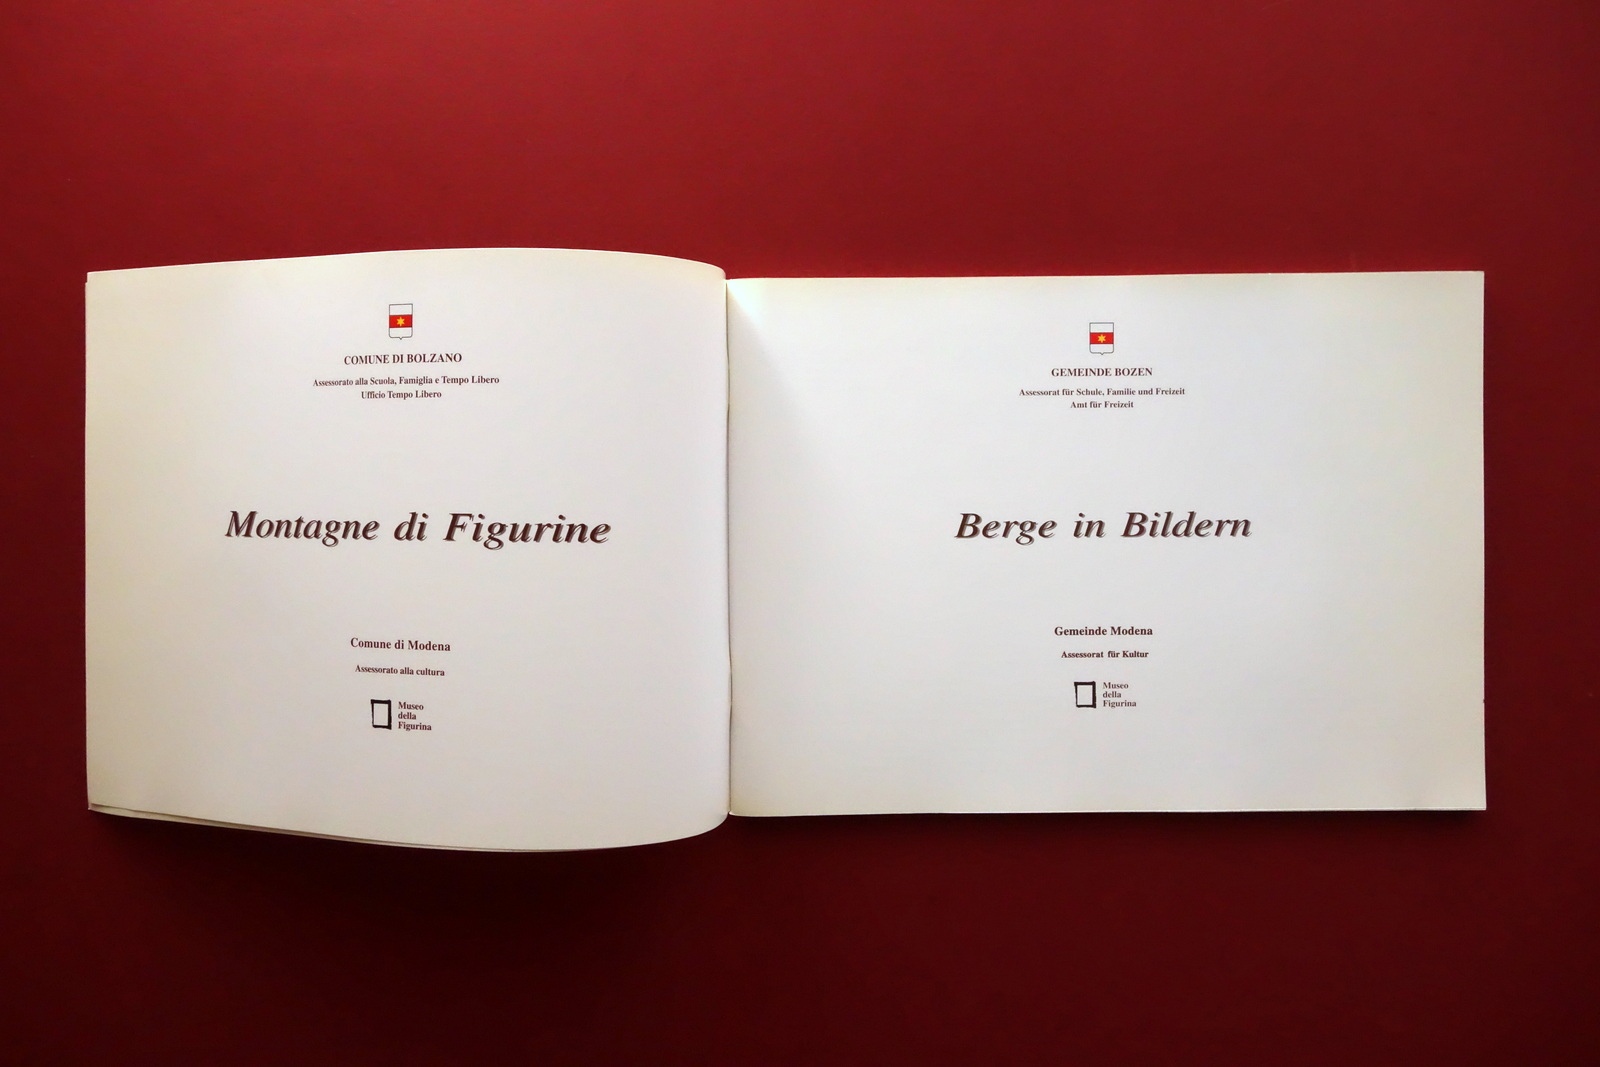 COMUNE DI BOLZANO
Assessorato alla Scuola, Famiglia e Tempo Libero
Ufficio Tempo Libero
Montagne di Figurine
Comune di Modena
Assessorato alla cultura
Museo
della
Figurina
GEMEINDE BOZEN
Assessorat für Schule, Familie und Freizeit
Amt für Freizeit
Berge in Bildern
Gemeinde Modena
Assessorat für Kultur
Museo
della
Figurina